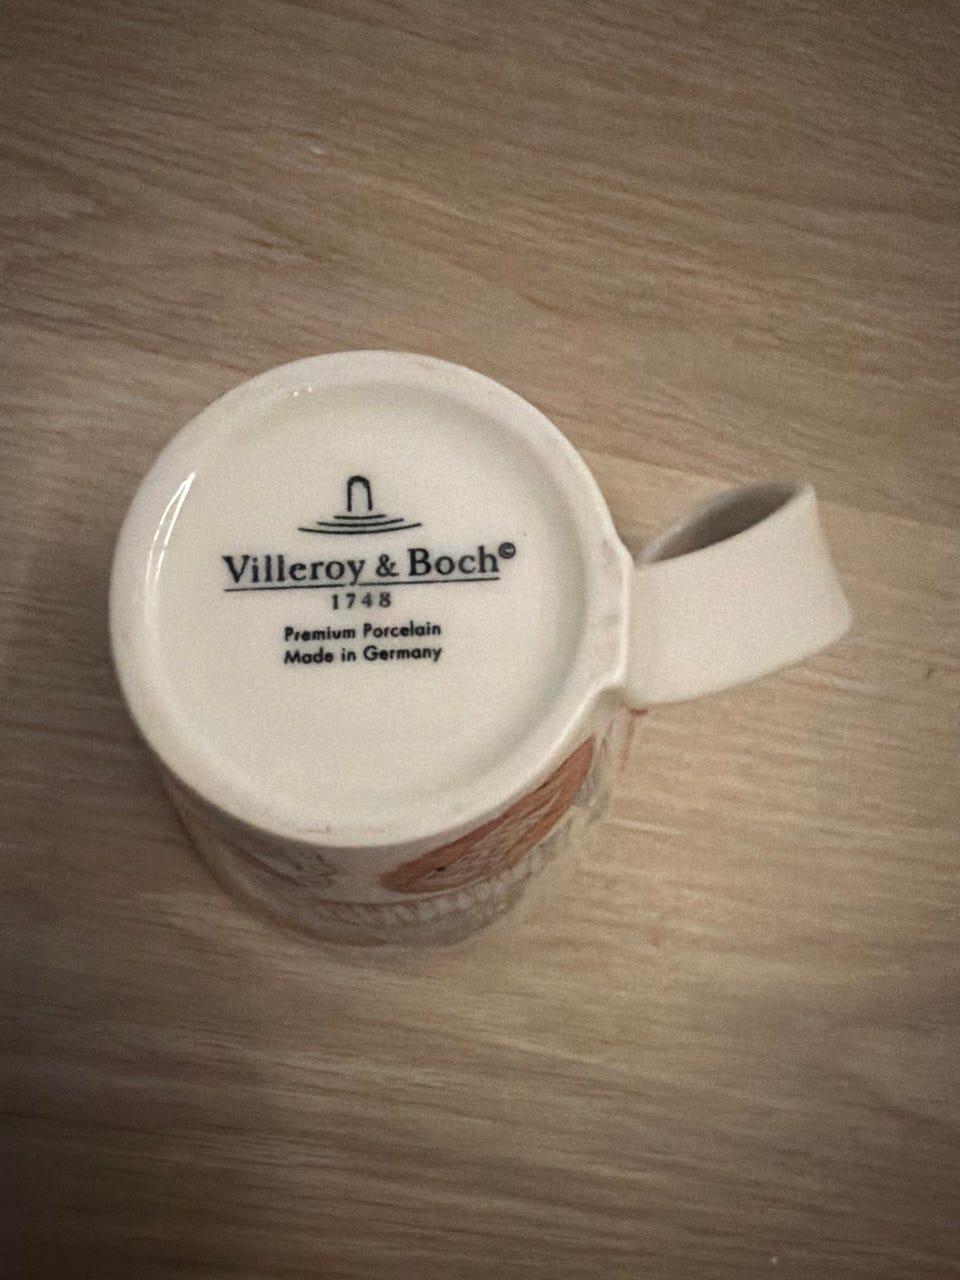 Villeroy & Boch©
1748
Premium Porcelain
Made in Germany